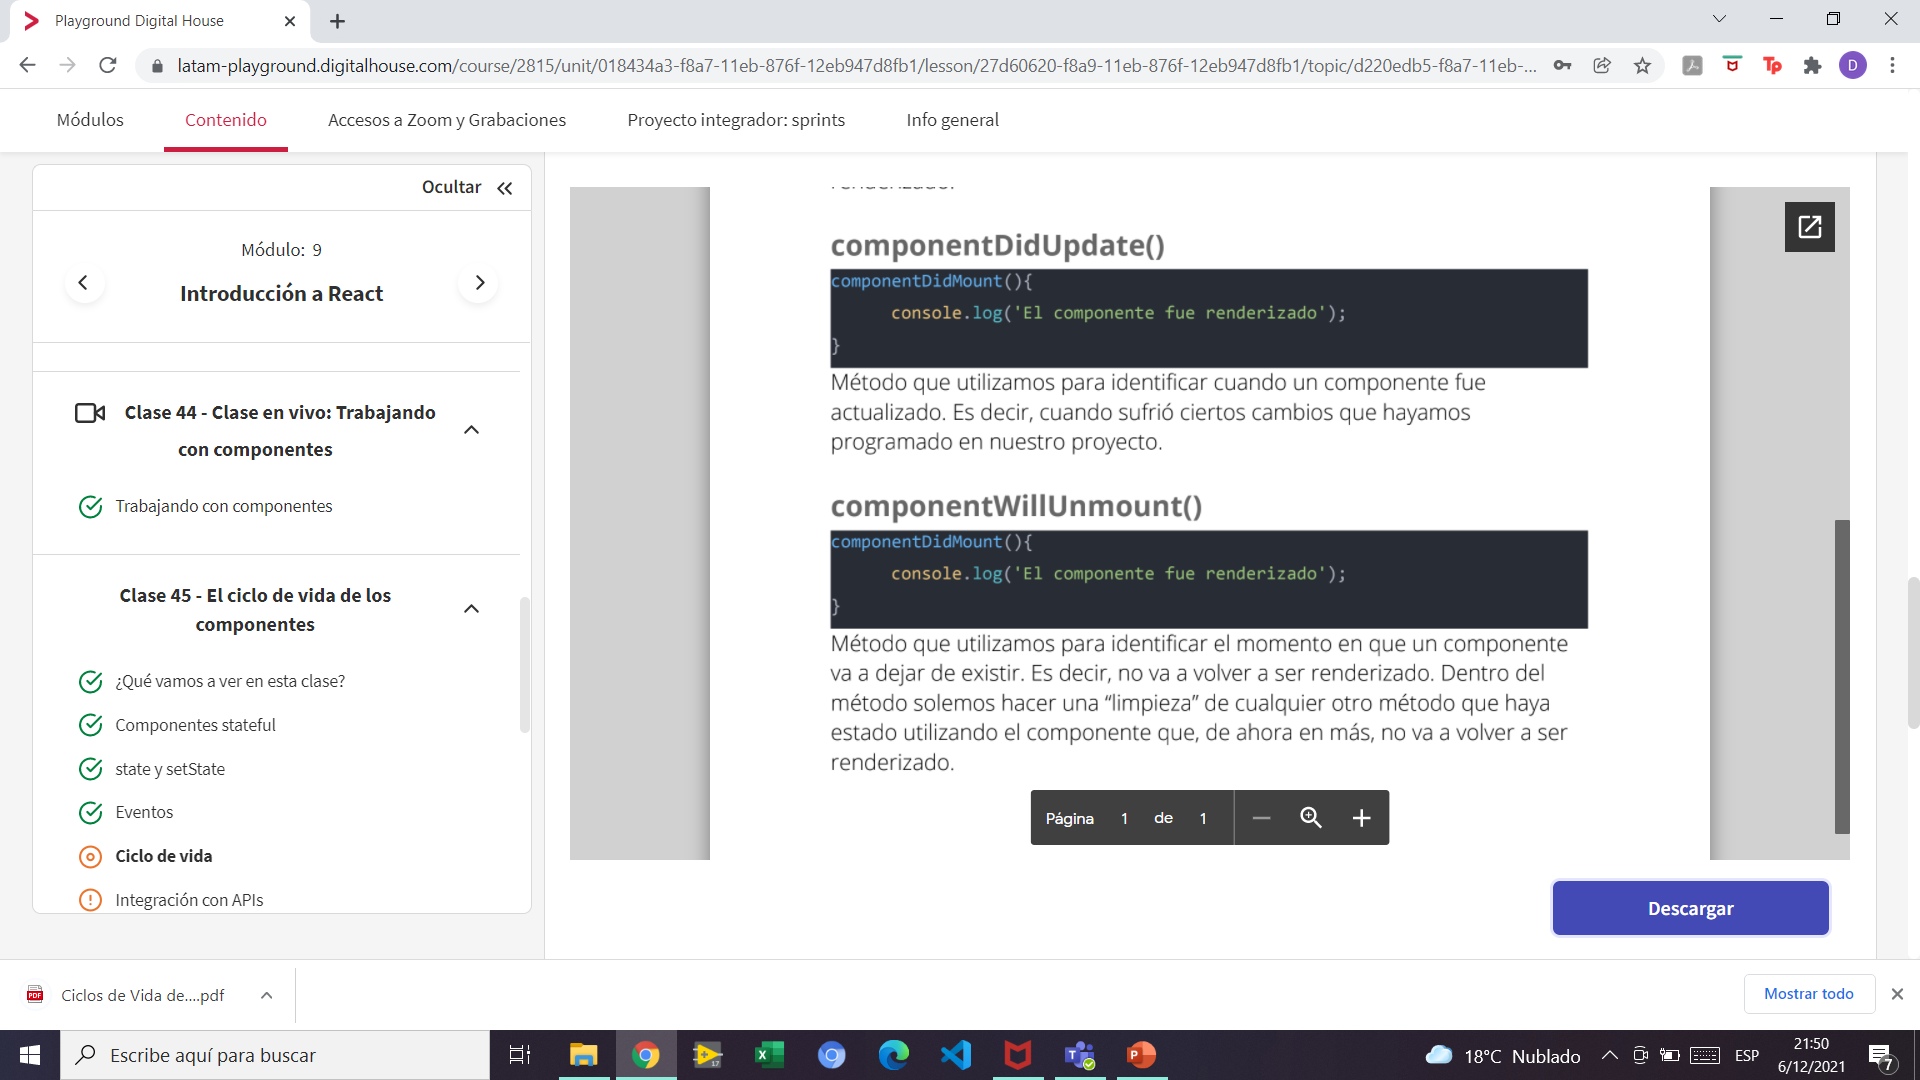 Playground Digital House
latam-playground.digitalhouse.com/course/2815/unit/018434a3-f8a7-11eb-876f-12eb947d8fb1/lesson/27d60620-f8a9-11eb-876f-12eb947d8fb1/topic/d220edb5-f8a7-11eb-...
D
Módulos
Contenido
Accesos a Zoom y Grabaciones
Proyecto integrador: sprints
Info general
Ocultar
Módulo: 9
Introducción a React
Clase 44 - Clase en vivo: Trabajando
con componentes
Trabajando con componentes
Clase 45 - El ciclo de vida de los
componentes
¿Qué vamos a ver en esta clase?
Componentes stateful
state y setState
Eventos
Ciclo de vida
Integración con APIs
renderizado.
componentDidUpdate()
componentDidMount(){
console.log('El componente fue renderizado');
}
Método que utilizamos para identificar cuando un componente fue
actualizado. Es decir, cuando sufrió ciertos cambios que hayamos
programado en nuestro proyecto.
componentWillUnmount()
componentDidMount(){
console.log('El componente fue renderizado');
}
Método que utilizamos para identificar el momento en que un componente
va a dejar de existir. Es decir, no va a volver a ser renderizado. Dentro del
método solemos hacer una “limpieza” de cualquier otro método que haya
estado utilizando el componente que, de ahora en más, no va a volver a ser
renderizado.
Página 1 de 1
Descargar
PDF
Ciclos de Vida de....pdf
Mostrar todo
Escribe aquí para buscar
18°C Nublado
ESP
21:50
6/12/2021
7